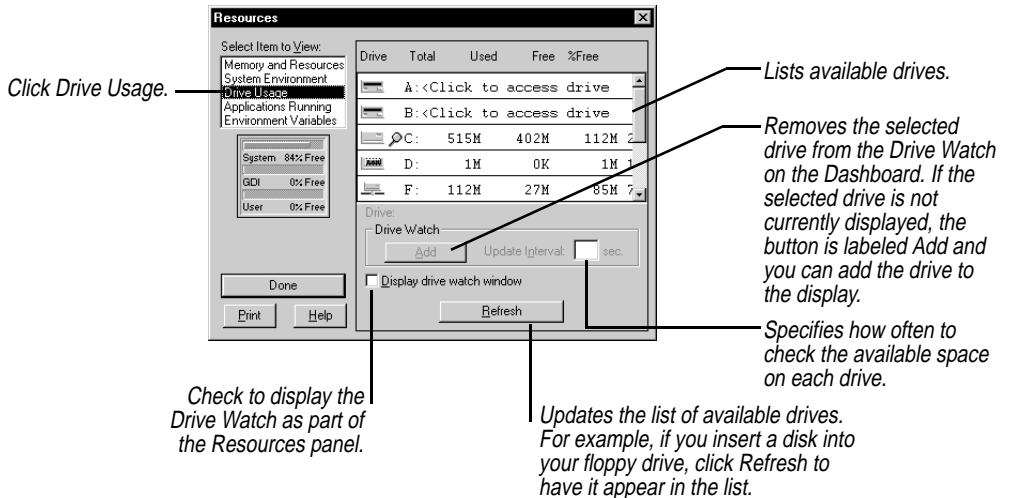 Resources
Select Item to View:
Memory and Resources
System Environment
Drive Usage
Applications Running
Environment Variables
System 84% Free
GDI 0% Free
User 0% Free
Done
Print Help
Drive Total Used Free %Free
A:<Click to access drive
B:<Click to access drive
C: 515M 402M 112M 2
D: 1M 0K 1M 1
F: 112M 27M 85M 7
Drive:
Drive Watch
Add Update Interval: sec.
Display drive watch window
Refresh
Click Drive Usage.
Lists available drives.
Removes the selected
drive from the Drive Watch
on the Dashboard. If the
selected drive is not
currently displayed, the
button is labeled Add and
you can add the drive to
the display.
Specifies how often to
check the available space
on each drive.
Check to display the
Drive Watch as part of
the Resources panel.
Updates the list of available drives.
For example, if you insert a disk into
your floppy drive, click Refresh to
have it appear in the list.